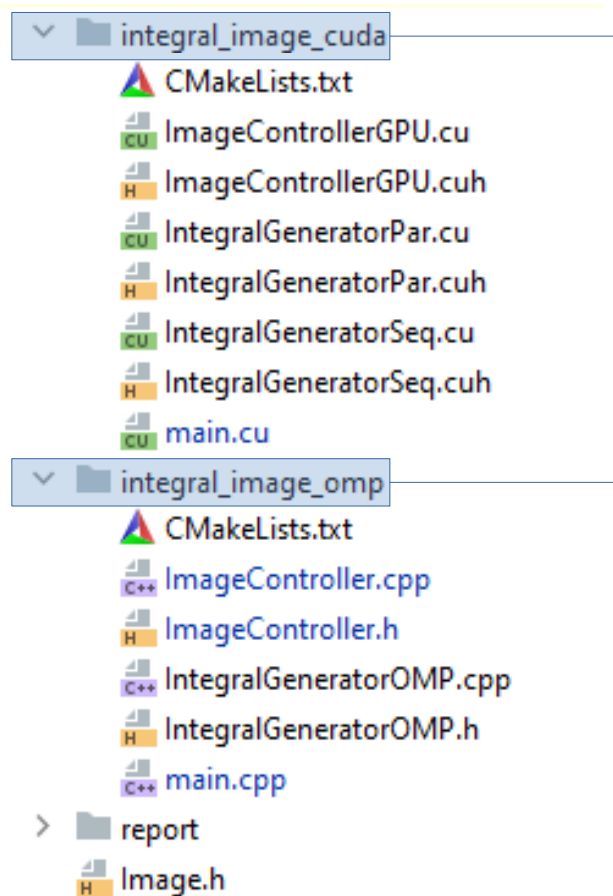 integral_image_cuda
CMakeLists.txt
CU ImageControllerGPU.cu
H ImageControllerGPU.cuh
CU IntegralGeneratorPar.cu
H IntegralGeneratorPar.cuh
CU IntegralGeneratorSeq.cu
H IntegralGeneratorSeq.cuh
CU main.cu
integral_image_omp
CMakeLists.txt
C++ ImageController.cpp
H ImageController.h
C++ IntegralGeneratorOMP.cpp
H IntegralGeneratorOMP.h
C++ main.cpp
report
H Image.h